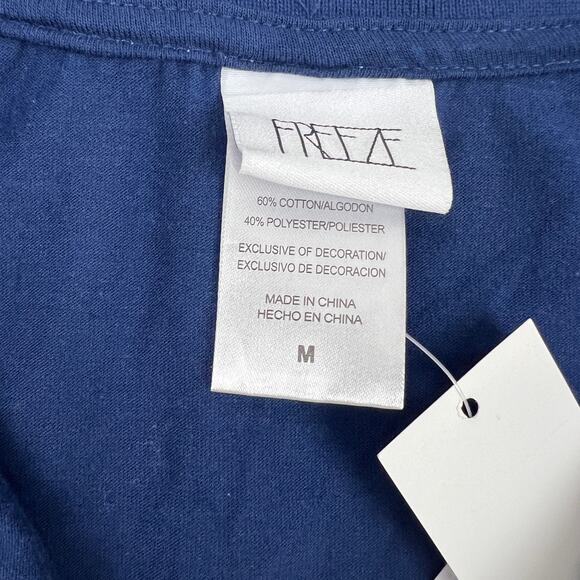 FREEZE
60% COTTON/ALGODON
40% POLYESTER/POLIESTER
EXCLUSIVE OF DECORATION/
EXCLUSIVO DE DECORACION
MADE IN CHINA
HECHO EN CHINA
M